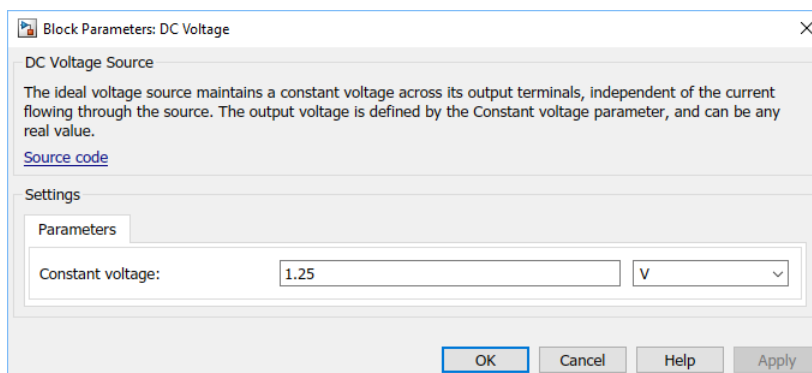 Block Parameters: DC Voltage
DC Voltage Source
The ideal voltage source maintains a constant voltage across its output terminals, independent of the current
flowing through the source. The output voltage is defined by the Constant voltage parameter, and can be any
real value.
Source code
Settings
Parameters
Constant voltage: 1.25 V
OK Cancel Help Apply